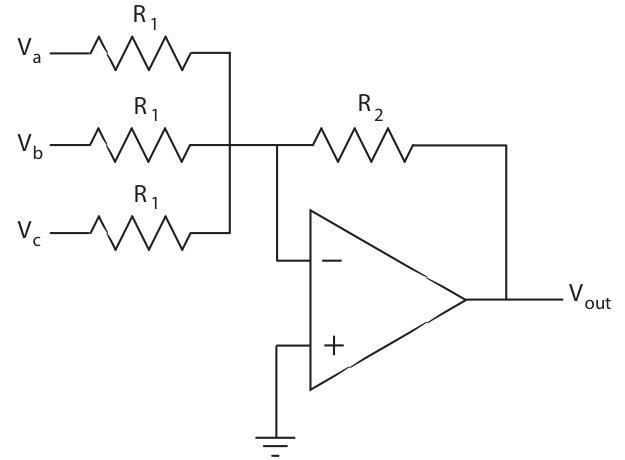 R1
Va
R1
R2
Vb
R1
Vc
−
Vout
+